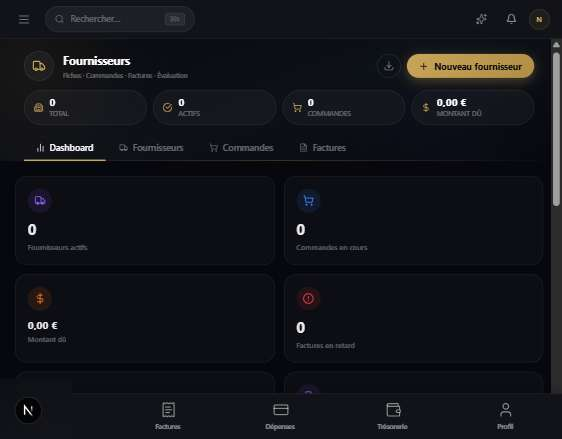 Rechercher...
⌘k
N
Fournisseurs
Fiches · Commandes · Factures · Évaluation
Nouveau fournisseur
0
TOTAL
0
ACTIFS
0
COMMANDES
0,00 €
MONTANT DÛ
Dashboard
Fournisseurs
Commandes
Factures
0
Fournisseurs actifs
0
Commandes en cours
0,00 €
Montant dû
0
Factures en retard
N
Factures
Dépenses
Trésorerie
Profil